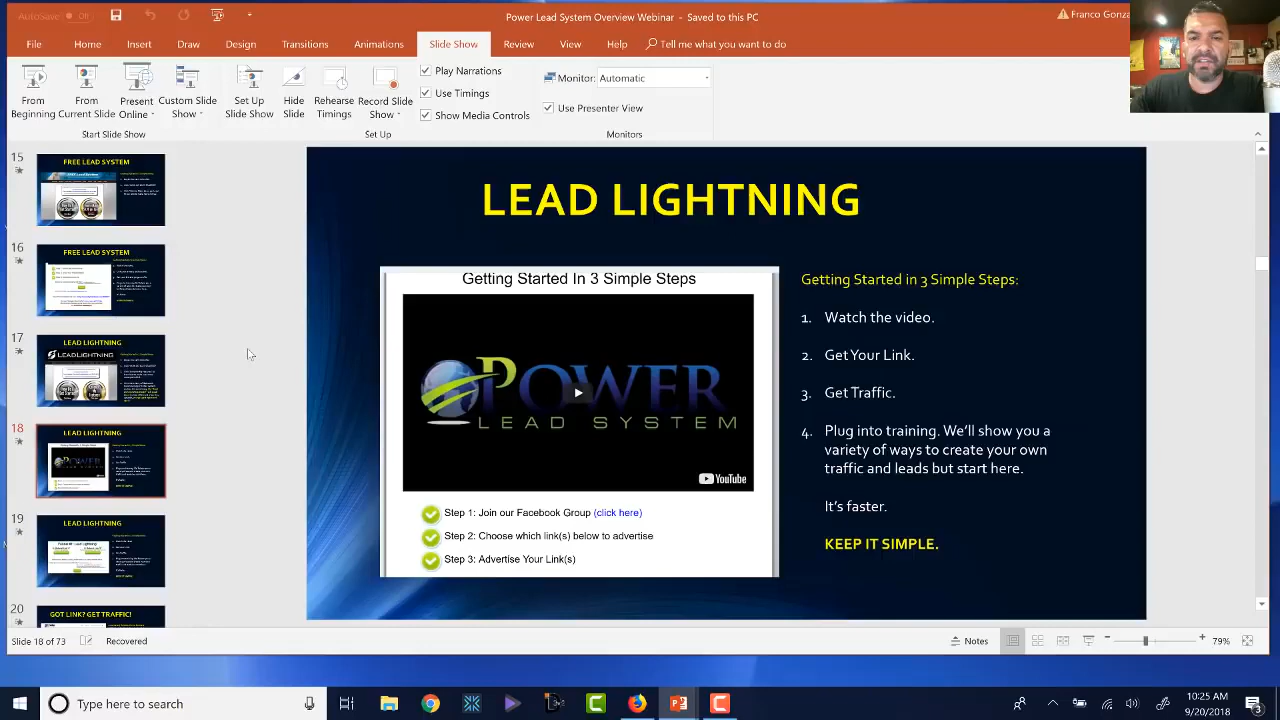 AutoSave Off
Power Lead System Overview Webinar - Saved to this PC
Franco Gonza
File Home Insert Draw Design Transitions Animations Slide Show Review View Help Tell me what you want to do
From Beginning
From Current Slide
Present Online
Custom Slide Show
Set Up Slide Show
Hide Slide
Rehearse Timings
Record Slide Show
Play Narrations
Use Timings
Show Media Controls
Monitor: Automatic
Use Presenter View
Start Slide Show
Set Up
Monitors
15
FREE LEAD SYSTEM
16
FREE LEAD SYSTEM
17
LEAD LIGHTNING
LEADLIGHTNING
18
LEAD LIGHTNING
POWER
19
LEAD LIGHTNING
20
GOT LINK? GET TRAFFIC!
LEAD LIGHTNING
Getting Started In 3 Simple Steps
POWER
LEAD SYSTEM
YouTube
Step 1: Join our Facebook Group (click here)
Step 2: Choose which link(s) below to advertise
Step 3: Advertise Your
Getting Started in 3 Simple Steps:
1. Watch the video.
2. Get Your Link.
3. Get Traffic.
4. Plug into training. We'll show you a
variety of ways to create your own
traffic and leads but start here.
It's faster.
KEEP IT SIMPLE.
Slide 18 of 73
Recovered
Notes
79%
Type here to search
10:25 AM
9/20/2018
3